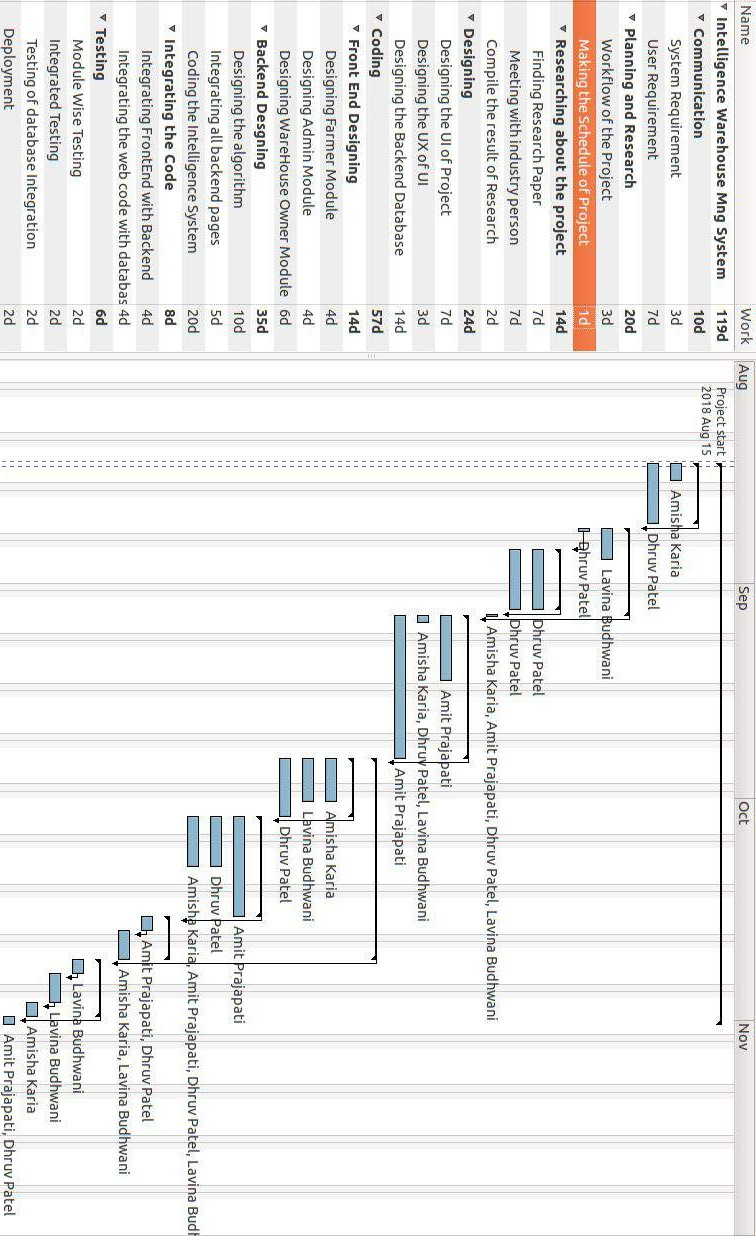 Name Work Aug Sep Oct Nov
Project start
2018 Aug 15
Intelligence Warehouse Mng System 119d
Communication 10d
System Requirement 3d Amisha Karia
User Requirement 7d Dhruv Patel
Planning and Research 20d
Workflow of the Project 3d Lavina Budhwani
Making the Schedule of Project 1d Dhruv Patel
Researching about the project 14d
Finding Research Paper 7d Dhruv Patel
Meeting with industry person 7d Dhruv Patel
Compile the result of Research 2d Amisha Karia, Amit Prajapati, Dhruv Patel, Lavina Budhwani
Designing 24d
Designing the UI of Project 7d Amit Prajapati
Designing the UX of UI 3d Amisha Karia, Dhruv Patel, Lavina Budhwani
Designing the Backend Database 14d Amit Prajapati
Coding 57d
Front End Designing 14d
Designing Farmer Module 4d Amisha Karia
Designing Admin Module 4d Lavina Budhwani
Designing WareHouse Owner Module 6d Dhruv Patel
Backend Designing 35d
Designing the algorithm 10d Amit Prajapati
Integrating all backend pages 5d Dhruv Patel
Coding the Intelligence System 20d Amisha Karia, Amit Prajapati, Dhruv Patel, Lavina Budh
Integrating the Code 8d
Integrating FrontEnd with Backend 4d Amit Prajapati, Dhruv Patel
Integrating the web code with databas 4d Amisha Karia, Lavina Budhwani
Testing 6d
Module Wise Testing 2d Lavina Budhwani
Integrated Testing 2d Lavina Budhwani
Testing of database Integration 2d Amisha Karia
Deployment 2d Amit Prajapati, Dhruv Patel